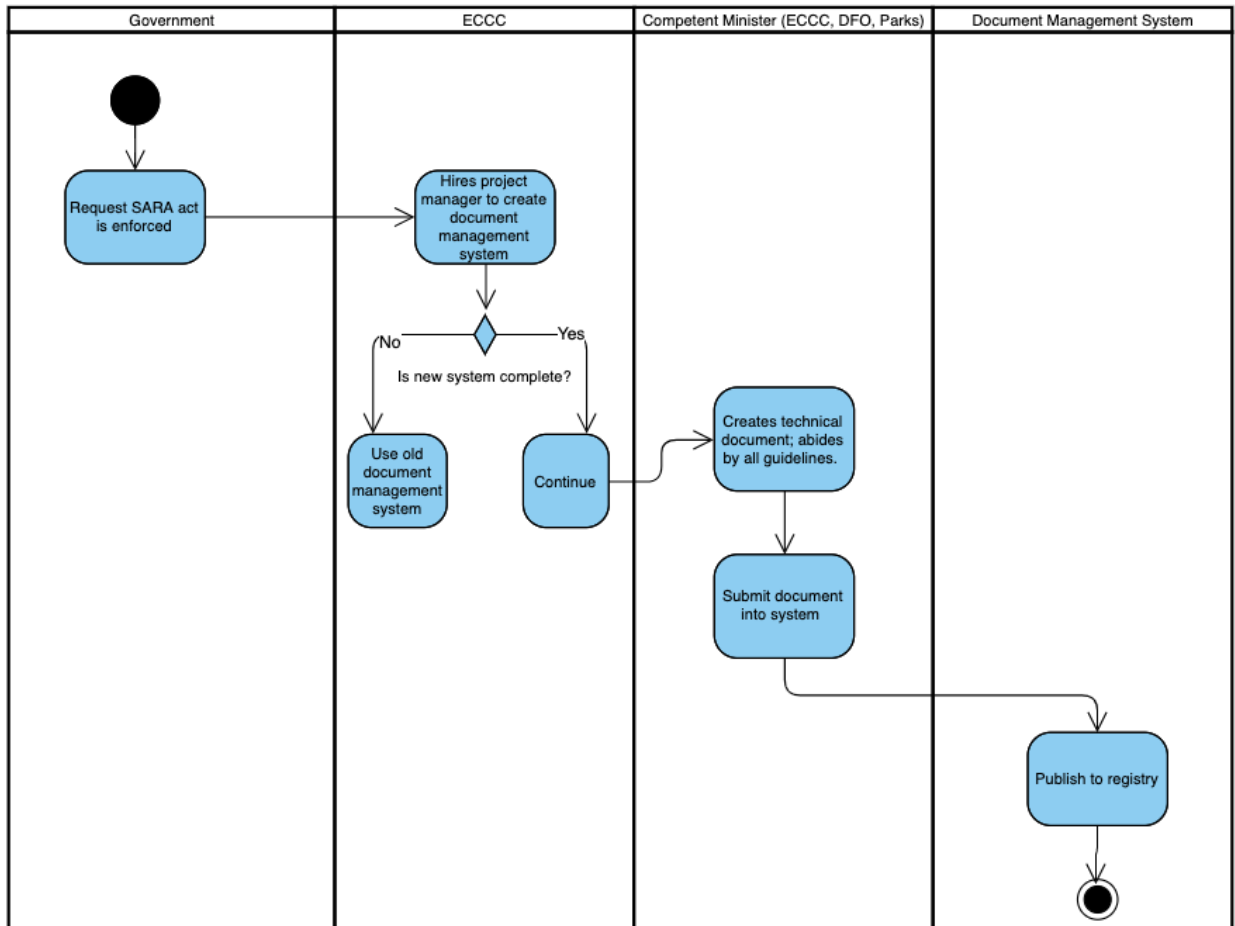 Government
ECCC
Competent Minister (ECCC, DFO, Parks)
Document Management System
Request SARA act
is enforced
Hires project
manager to create
document
management
system
No
Yes
Is new system complete?
Use old
document
management
system
Continue
Creates technical
document; abides
by all guidelines.
Submit document
into system
Publish to registry